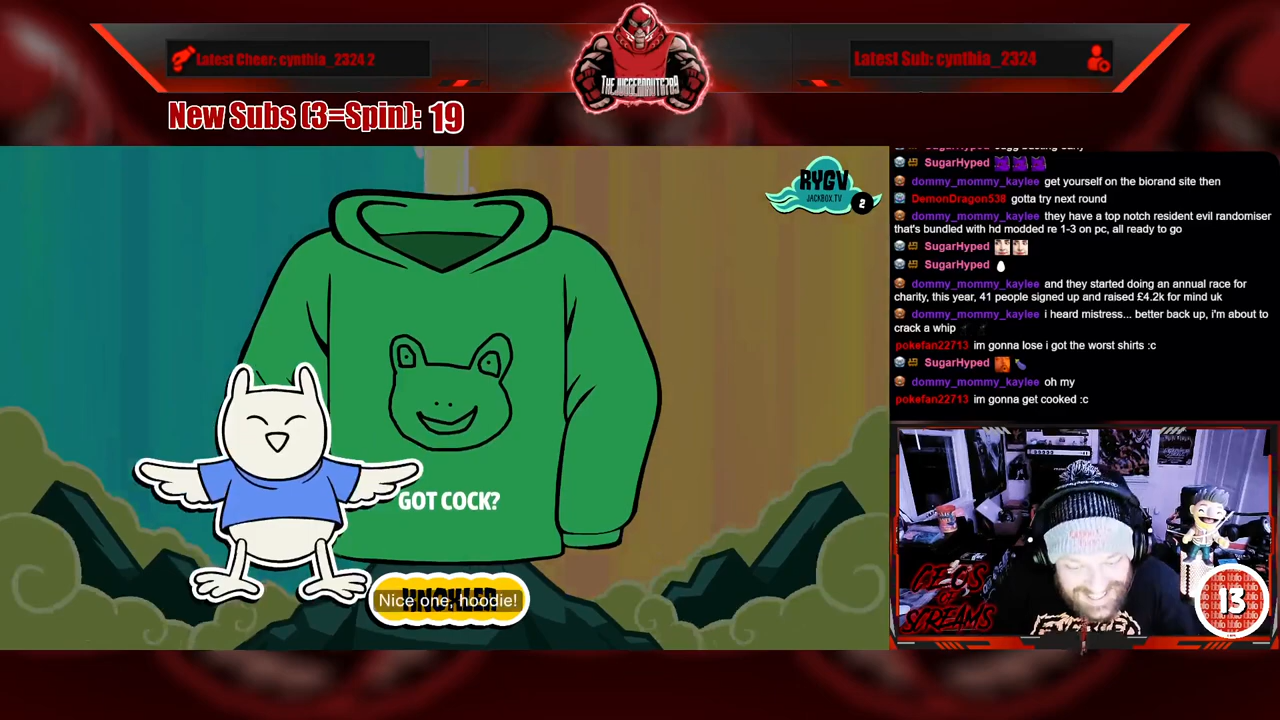 Latest Cheer: cynthia_2324 2
THEJUGGERNAUT6789
Latest Sub: cynthia_2324
New Subs (3=Spin): 19
RYGV
JACKBOX.TV
2
GOT COCK?
Nice one, hoodie!
SugarHyped
dommy_mommy_kaylee get yourself on the biorand site then
DemonDragon538 gotta try next round
dommy_mommy_kaylee they have a top notch resident evil randomiser
that's bundled with hd modded re 1-3 on pc, all ready to go
SugarHyped
SugarHyped
dommy_mommy_kaylee and they started doing an annual race for
charity, this year, 41 people signed up and raised £4.2k for mind uk
dommy_mommy_kaylee i heard mistress... better back up, i'm about to
crack a whip
pokefan22713 im gonna lose i got the worst shirts :c
SugarHyped
dommy_mommy_kaylee oh my
pokefan22713 im gonna get cooked :c
OF
SCREAMS
13